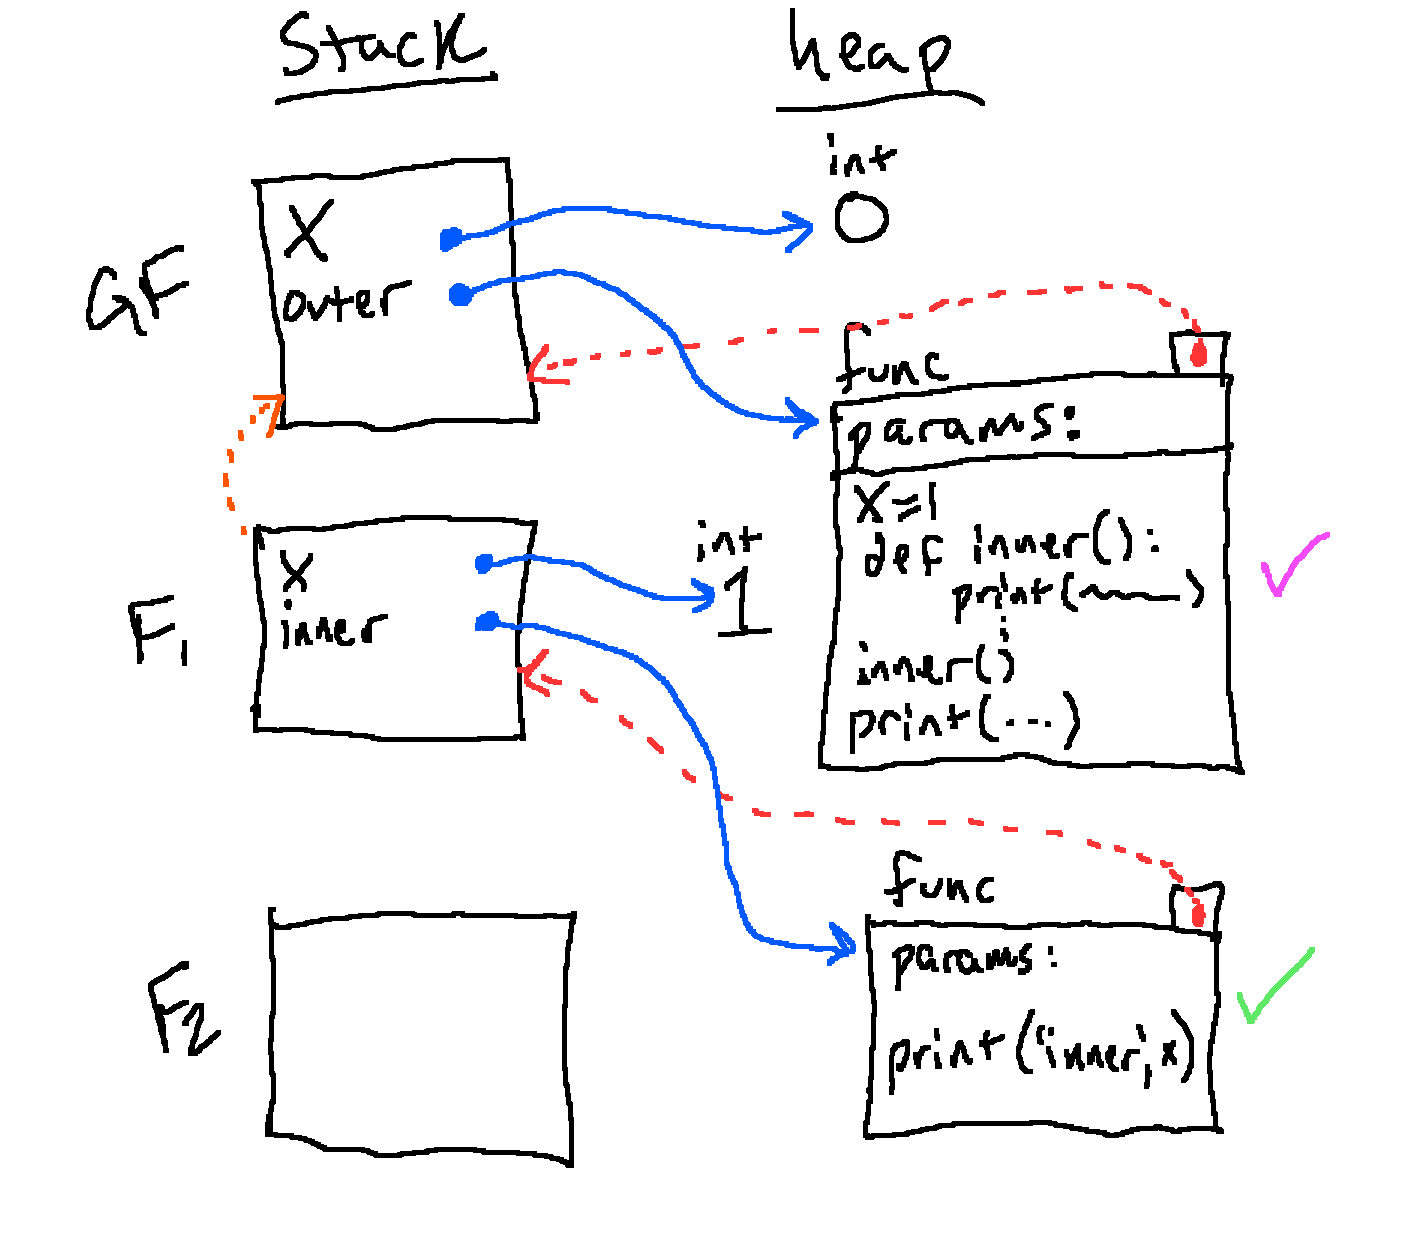 Stack
heap
GF
x
outer
int
0
func
params:
x=1
def inner():
print(
)
inner()
print(...)
F1
x
inner
int
1
F2
func
params:
print('inner', x)